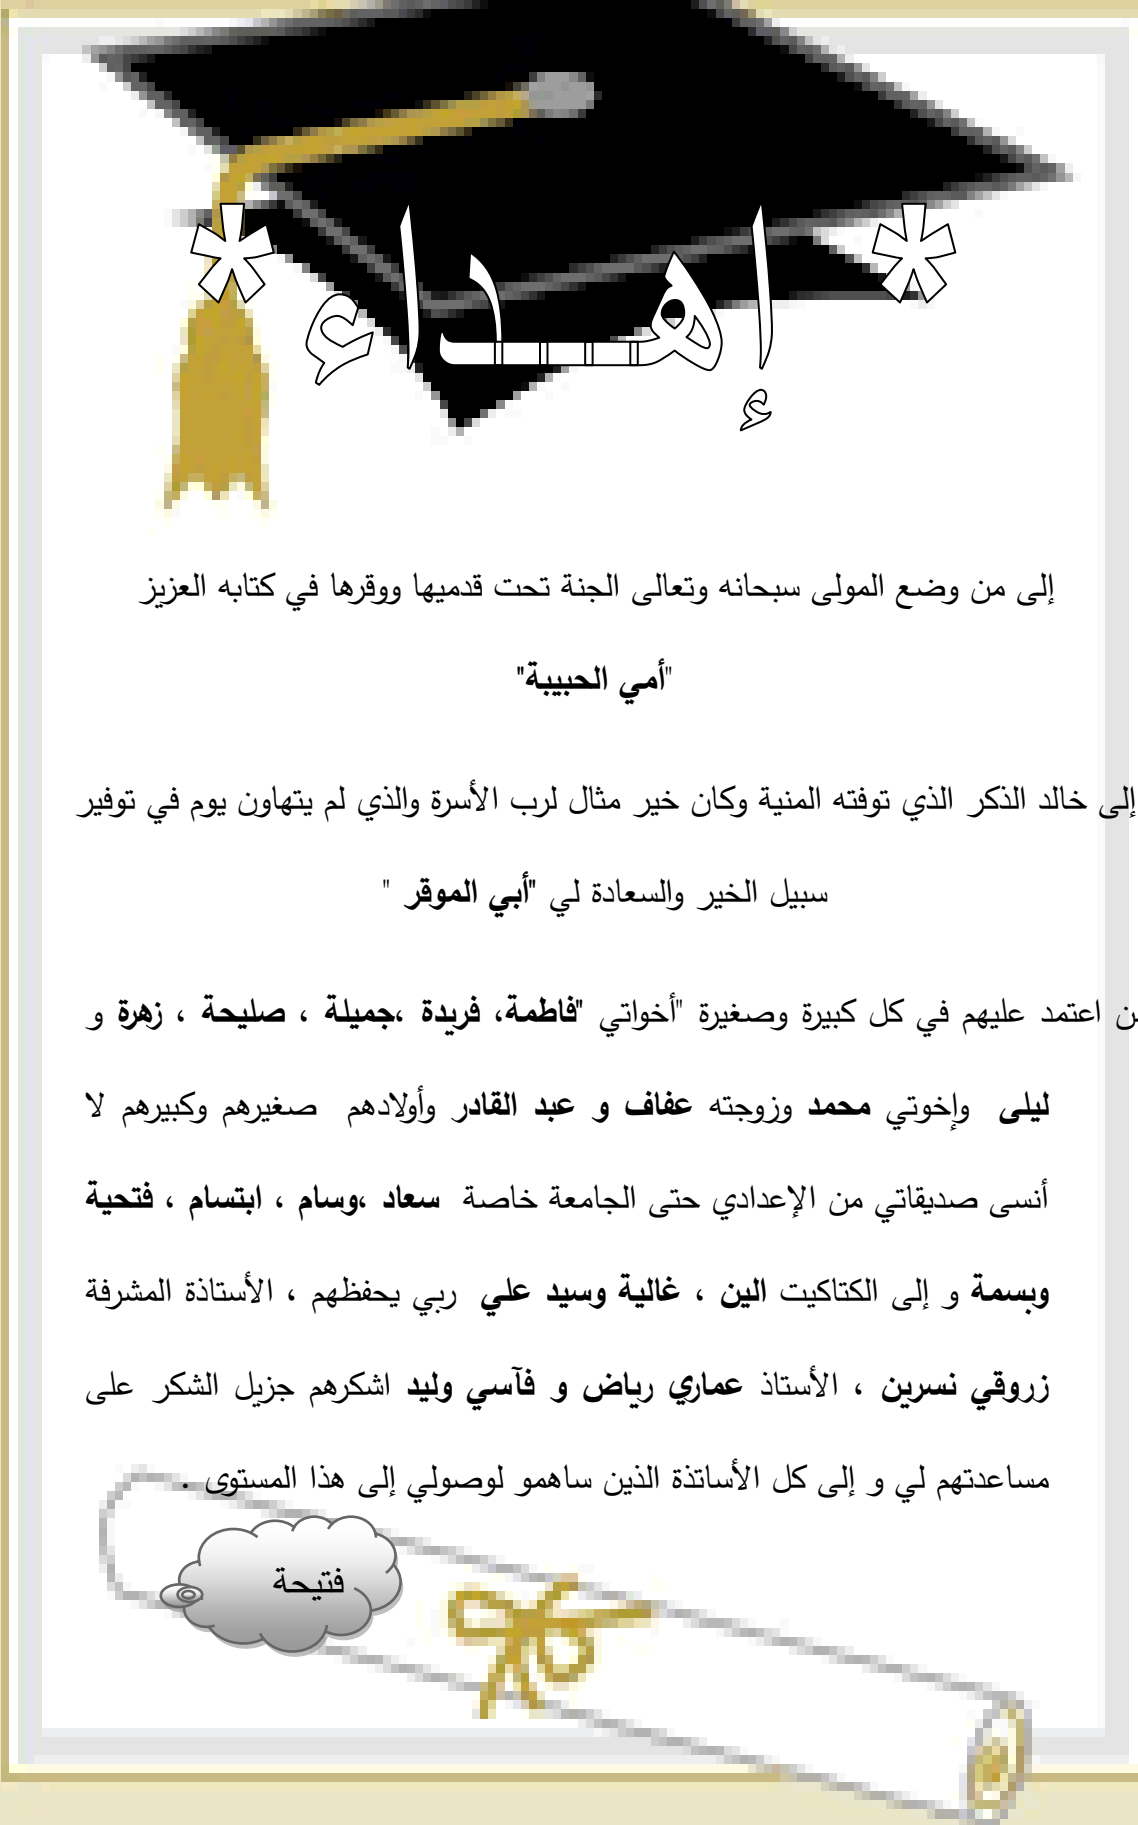 * إهــداء *
إلى من وضع المولى سبحانه وتعالى الجنة تحت قدميها ووقرها في كتابه العزيز
"أمي الحبيبة"
إلى خالد الذكر الذي توفته المنية وكان خير مثال لرب الأسرة والذي لم يتهاون يوم في توفير
سبيل الخير والسعادة لي "أبي الموقر "
اعتمد عليهم في كل كبيرة وصغيرة "أخواتي "فاطمة، فريدة ،جميلة ، صليحة ، زهرة و
ليلى وإخوتي محمد وزوجته عفاف و عبد القادر وأولادهم صغيرهم وكبيرهم لا
أنسى صديقاتي من الإعدادي حتى الجامعة خاصة سعاد ،وسام ، ابتسام ، فتحية
وبسمة و إلى الكتاكيت الين ، غالية وسيد علي ربي يحفظهم ، الأستاذة المشرفة
زروقي نسرين ، الأستاذ عماري رياض و فآسي وليد اشكرهم جزيل الشكر على
مساعدتهم لي و إلى كل الأساتذة الذين ساهمو لوصولي إلى هذا المستوى .
فتيحة